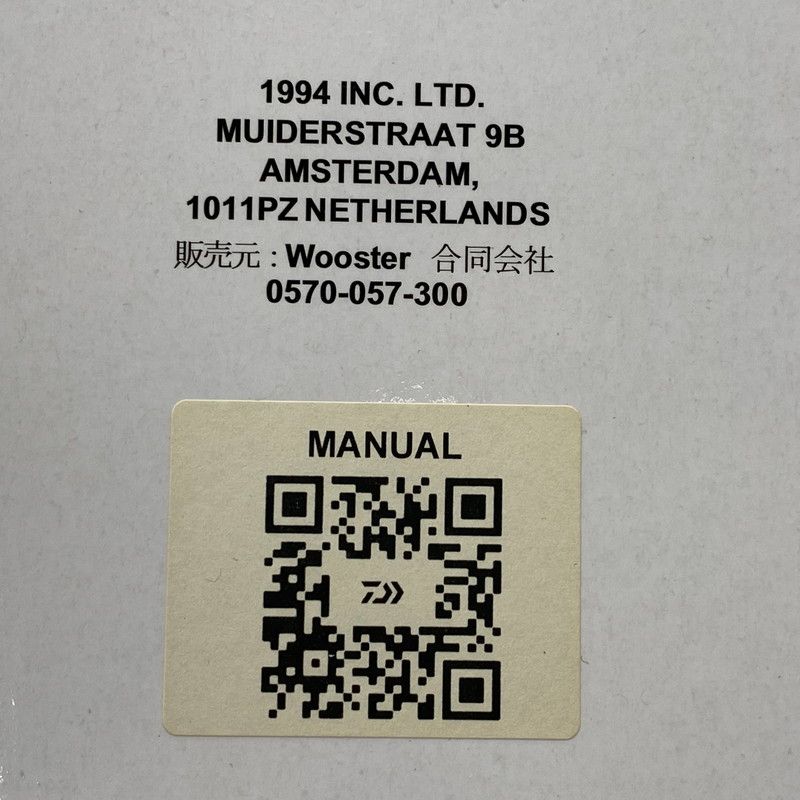 1994 INC. LTD.
MUIDERSTRAAT 9B
AMSTERDAM,
1011PZ NETHERLANDS
販売元 : Wooster 合同会社
0570-057-300
MANUAL